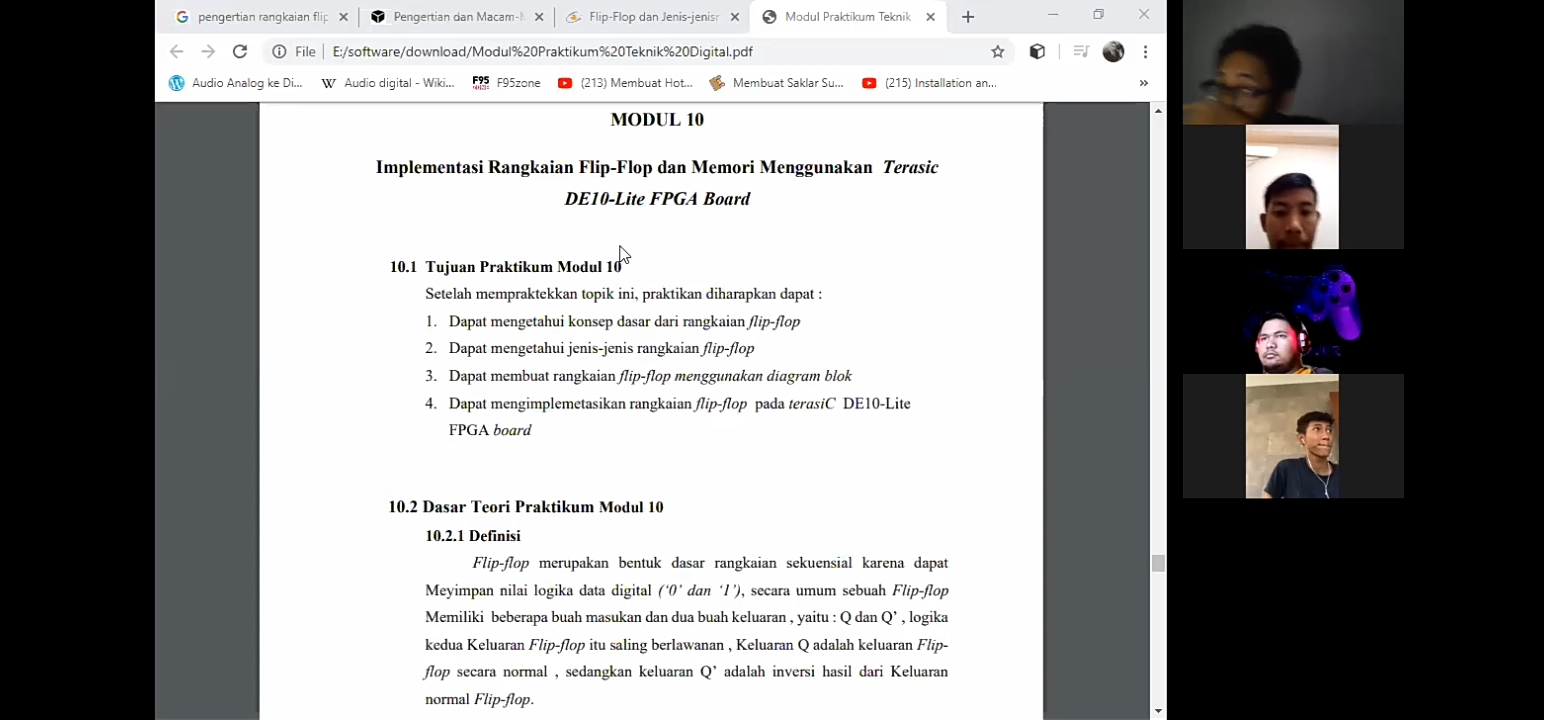 pengertian rangkaian flip
Pengertian dan Macam-M
Flip-Flop dan Jenis-jenisn
Modul Praktikum Teknik
File | E:/software/download/Modul%20Praktikum%20Teknik%20Digital.pdf
Audio Analog ke Di...
W Audio digital - Wiki...
F95 F95zone
(213) Membuat Hot...
Membuat Saklar Su...
(215) Installation an...
»
MODUL 10
Implementasi Rangkaian Flip-Flop dan Memori Menggunakan Terasic
DE10-Lite FPGA Board
10.1 Tujuan Praktikum Modul 10
Setelah mempraktekkan topik ini, praktikan diharapkan dapat :
1. Dapat mengetahui konsep dasar dari rangkaian flip-flop
2. Dapat mengetahui jenis-jenis rangkaian flip-flop
3. Dapat membuat rangkaian flip-flop menggunakan diagram blok
4. Dapat mengimplemetasikan rangkaian flip-flop pada terasiC DE10-Lite
FPGA board
10.2 Dasar Teori Praktikum Modul 10
10.2.1 Definisi
Flip-flop merupakan bentuk dasar rangkaian sekuensial karena dapat
Meyimpan nilai logika data digital (‘0’ dan ‘1’), secara umum sebuah Flip-flop
Memiliki beberapa buah masukan dan dua buah keluaran , yaitu : Q dan Q’ , logika
kedua Keluaran Flip-flop itu saling berlawanan , Keluaran Q adalah keluaran Flip-
flop secara normal , sedangkan keluaran Q’ adalah inversi hasil dari Keluaran
normal Flip-flop.